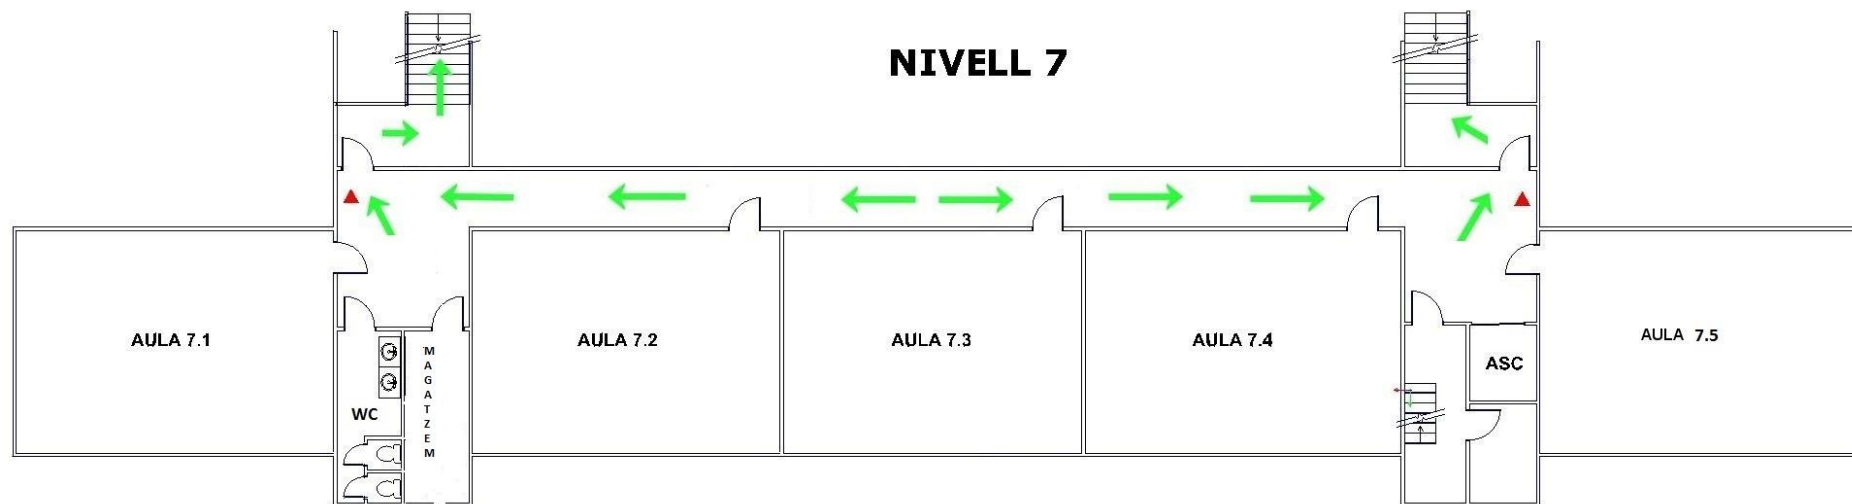 NIVELL 7
AULA 7.1
AULA 7.2
AULA 7.3
AULA 7.4
AULA 7.5
ASC
WC
MAGATZEM